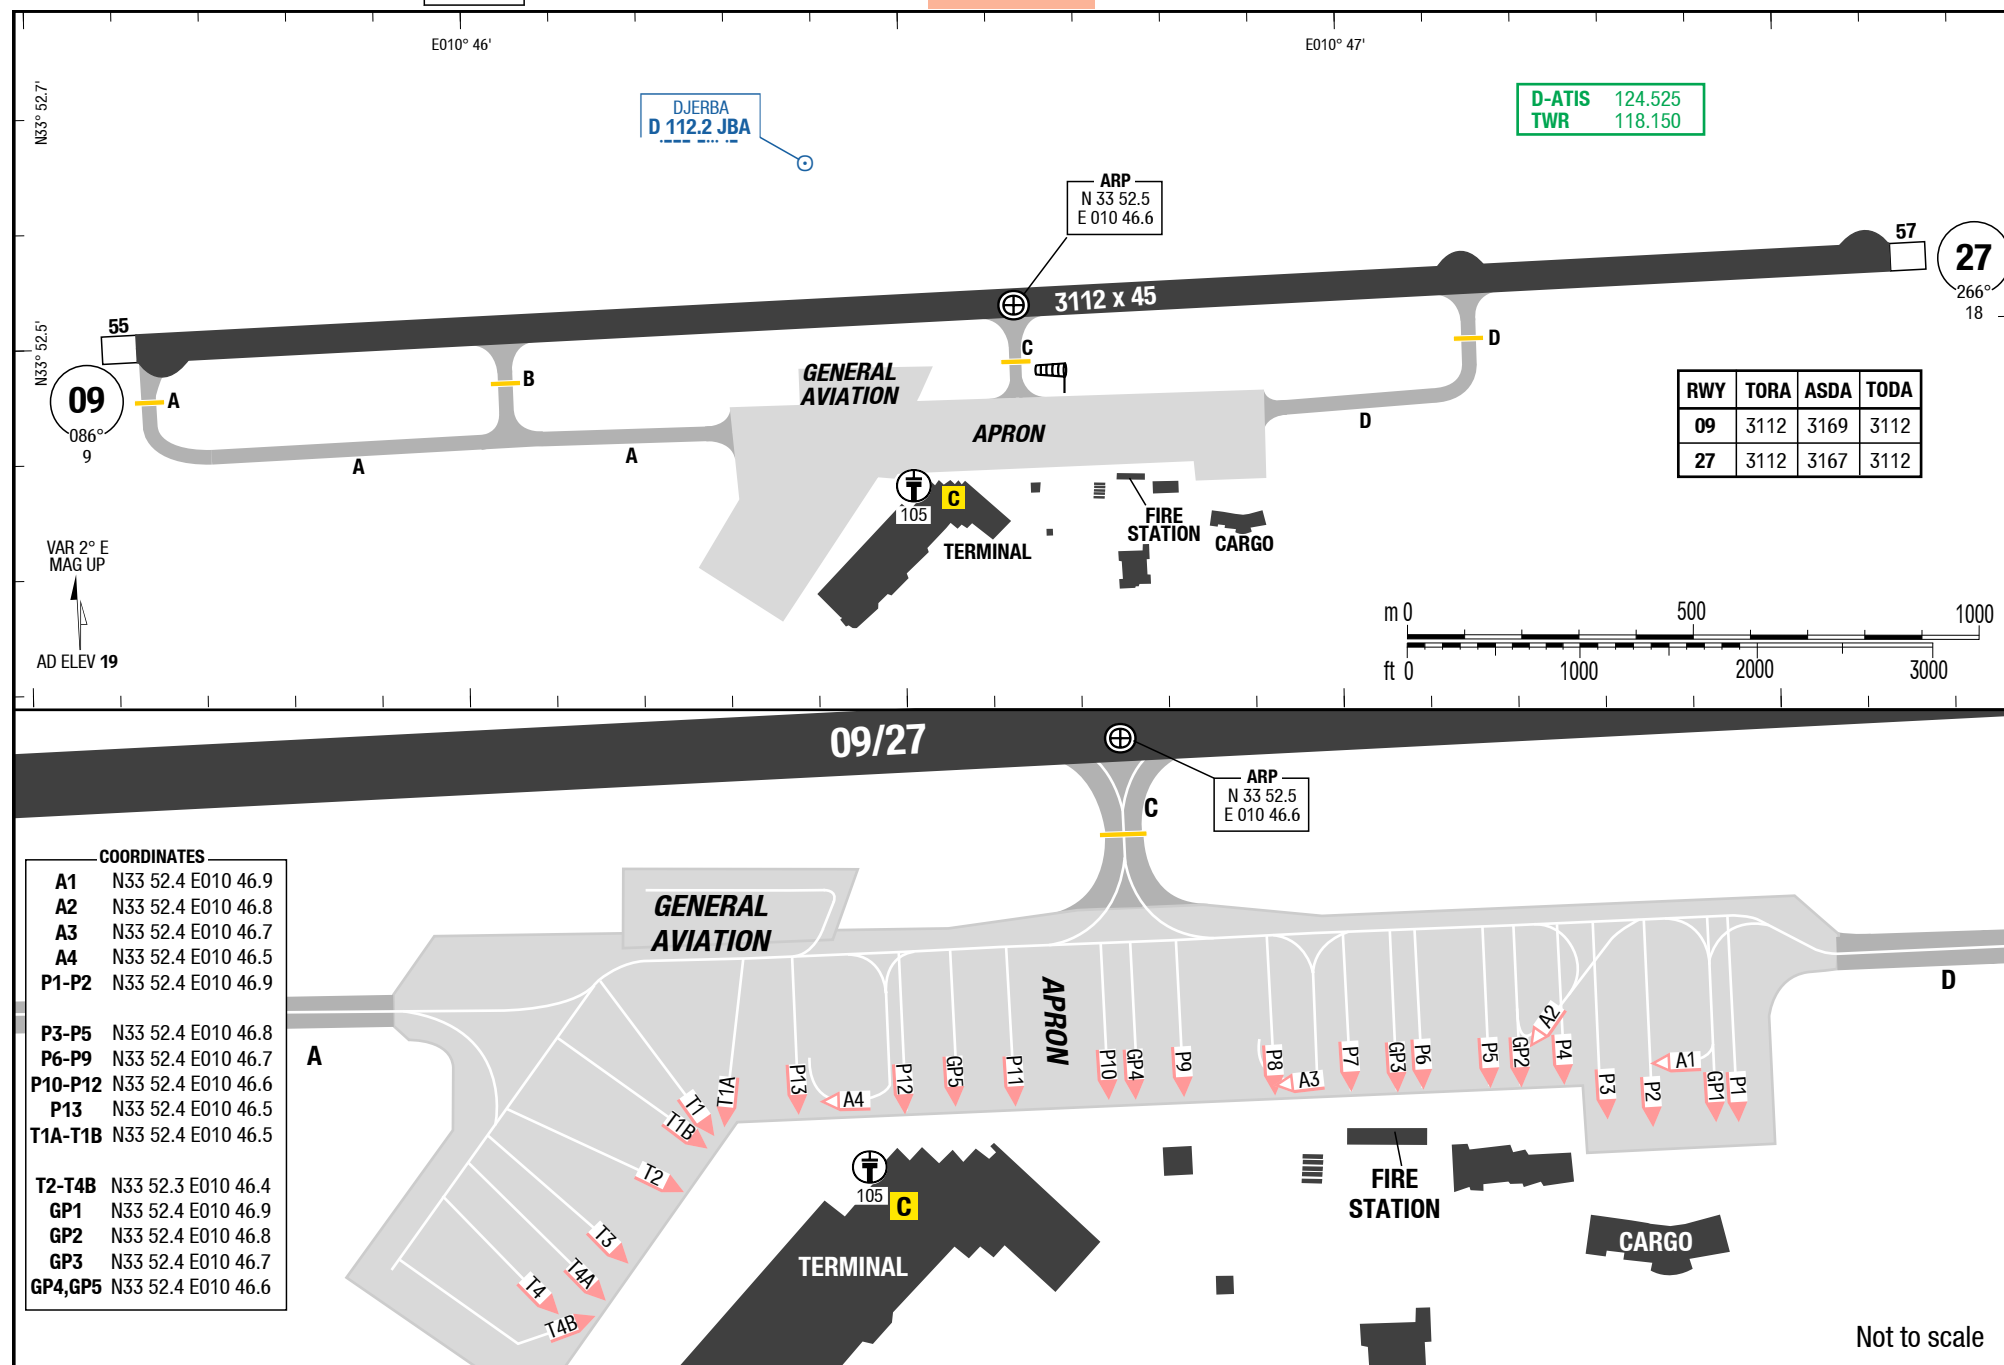 E010° 46'
E010° 47'
N33° 52.7'
DJERBA
D 112.2 JBA
D-ATIS 124.525
TWR 118.150
ARP
N 33 52.5
E 010 46.6
57
27
266°
18
3112 x 45
55
N33° 52.5'
09
086°
9
A
B
C
D
GENERAL
AVIATION
APRON
A
A
D
RWY TORA ASDA TODA
09 3112 3169 3112
27 3112 3167 3112
105
C
TERMINAL
FIRE
STATION
CARGO
VAR 2° E
MAG UP
AD ELEV 19
m 0 500 1000
ft 0 1000 2000 3000
09/27
ARP
N 33 52.5
E 010 46.6
C
COORDINATES
A1 N33 52.4 E010 46.9
A2 N33 52.4 E010 46.8
A3 N33 52.4 E010 46.7
A4 N33 52.4 E010 46.5
P1-P2 N33 52.4 E010 46.9
P3-P5 N33 52.4 E010 46.8
P6-P9 N33 52.4 E010 46.7
P10-P12 N33 52.4 E010 46.6
P13 N33 52.4 E010 46.5
T1A-T1B N33 52.4 E010 46.5
T2-T4B N33 52.3 E010 46.4
GP1 N33 52.4 E010 46.9
GP2 N33 52.4 E010 46.8
GP3 N33 52.4 E010 46.7
GP4,GP5 N33 52.4 E010 46.6
GENERAL
AVIATION
APRON
A
D
T1
T1B
T1A
P13
A4
P12
GP5
P11
P10
GP4
P9
P8
A3
P7
GP3
P6
P5
GP2
A2
P4
P3
P2
A1
GP1
P1
T2
T3
T4A
T4
T4B
105
C
TERMINAL
FIRE
STATION
CARGO
Not to scale